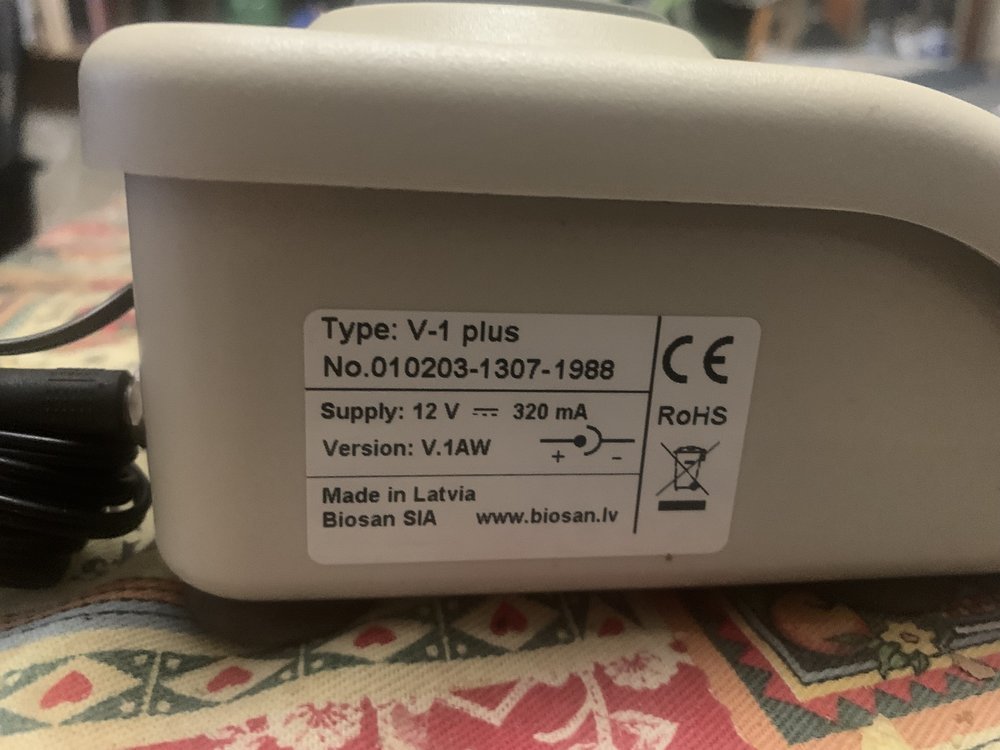 Type: V-1 plus
No.010203-1307-1988
Supply: 12 V ⎓ 320 mA
Version: V.1AW
+ -
Made in Latvia
Biosan SIA www.biosan.lv
CE
RoHS